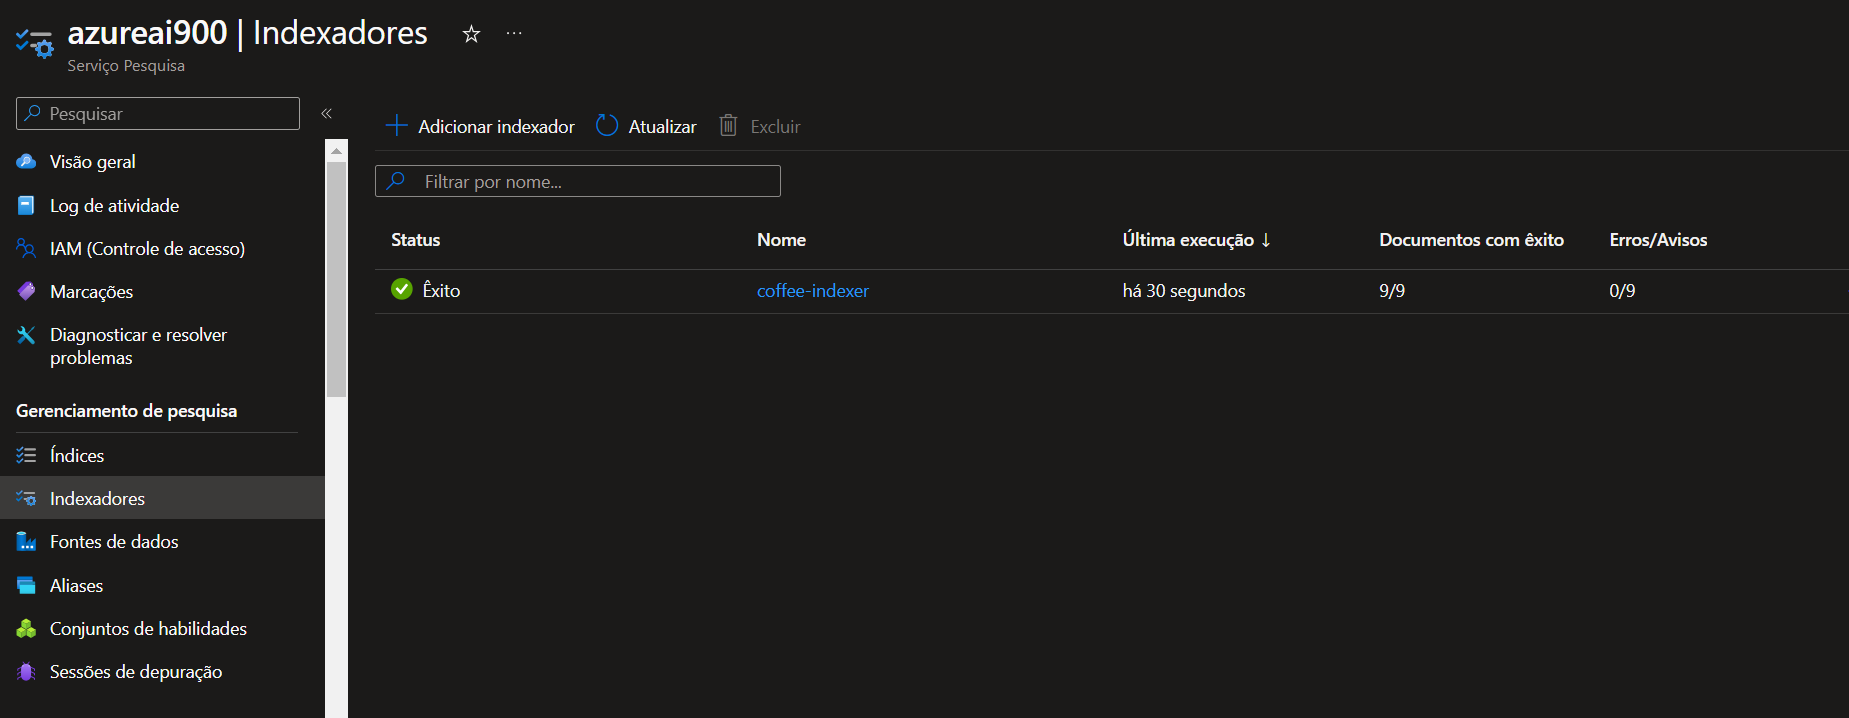 azureai900 | Indexadores
Serviço Pesquisa
Pesquisar
Visão geral
Log de atividade
IAM (Controle de acesso)
Marcações
Diagnosticar e resolver
problemas
Gerenciamento de pesquisa
Índices
Indexadores
Fontes de dados
Aliases
Conjuntos de habilidades
Sessões de depuração
Adicionar indexador Atualizar Excluir
Filtrar por nome...
Status Nome Última execução ↓ Documentos com êxito Erros/Avisos
Êxito coffee-indexer há 30 segundos 9/9 0/9